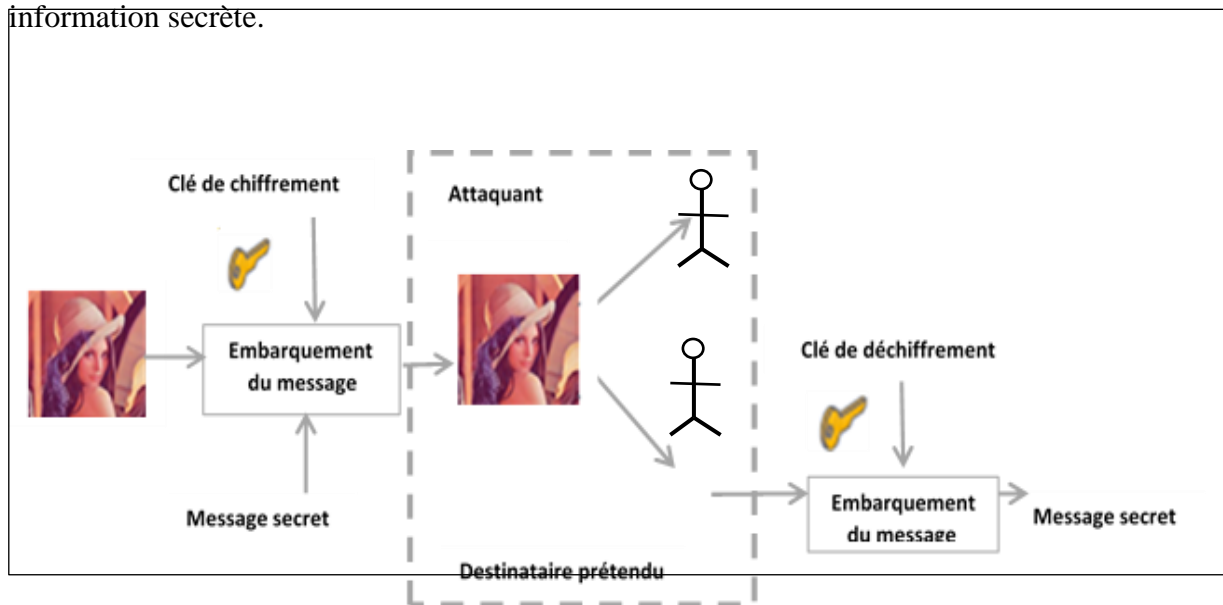 information secrète.
Clé de chiffrement
Attaquant
Embarquement
du message
Clé de déchiffrement
Message secret
Embarquement
du message
Message secret
Destinataire prétendu